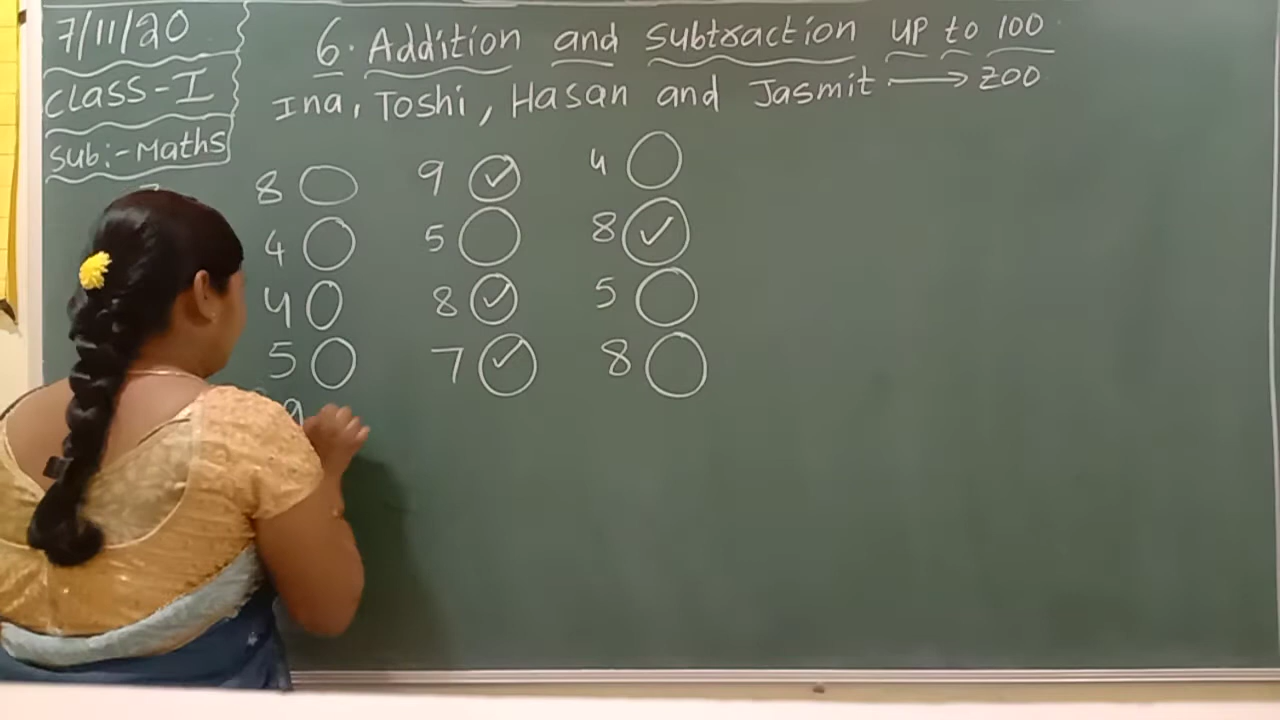 7/11/20
Class-I
Sub:-Maths
6. Addition and Subtraction up to 100
Ina, Toshi, Hasan and Jasmit → zoo
8 9 ✓ 4
4 5 8 ✓
4 8 ✓ 5
5 7 ✓ 8
9